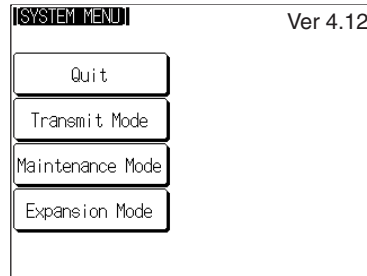 [SYSTEM MENU]
Ver 4.12
Quit
Transmit Mode
Maintenance Mode
Expansion Mode